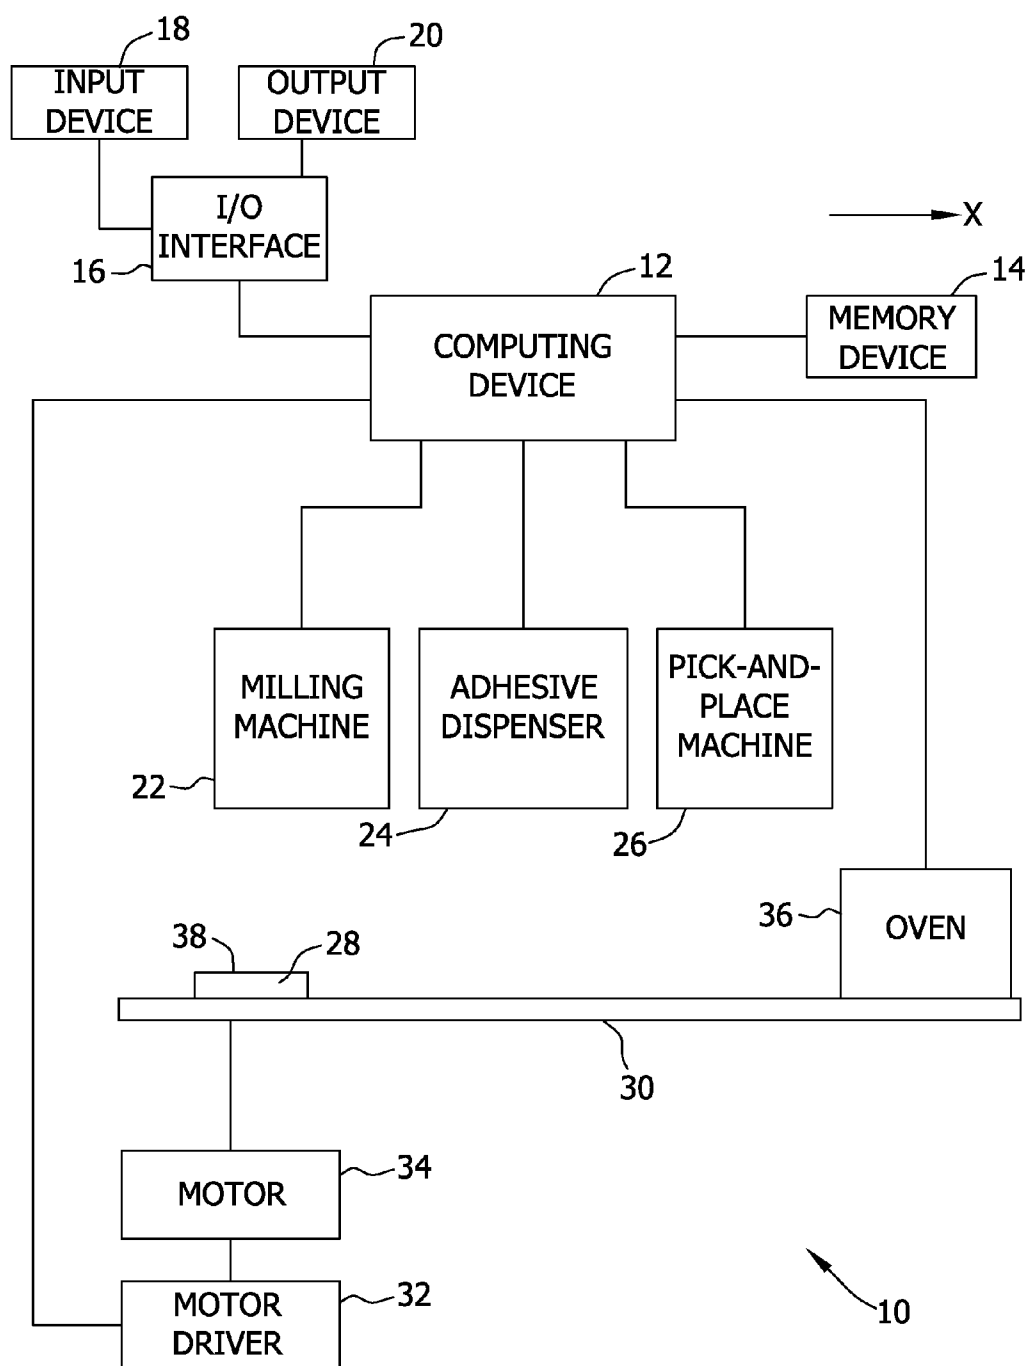 18
20
INPUT
DEVICE
OUTPUT
DEVICE
I/O
INTERFACE
16
X
12
14
COMPUTING
DEVICE
MEMORY
DEVICE
MILLING
MACHINE
22
ADHESIVE
DISPENSER
24
PICK-AND-
PLACE
MACHINE
26
36
OVEN
38
28
30
MOTOR
34
MOTOR
DRIVER
32
10